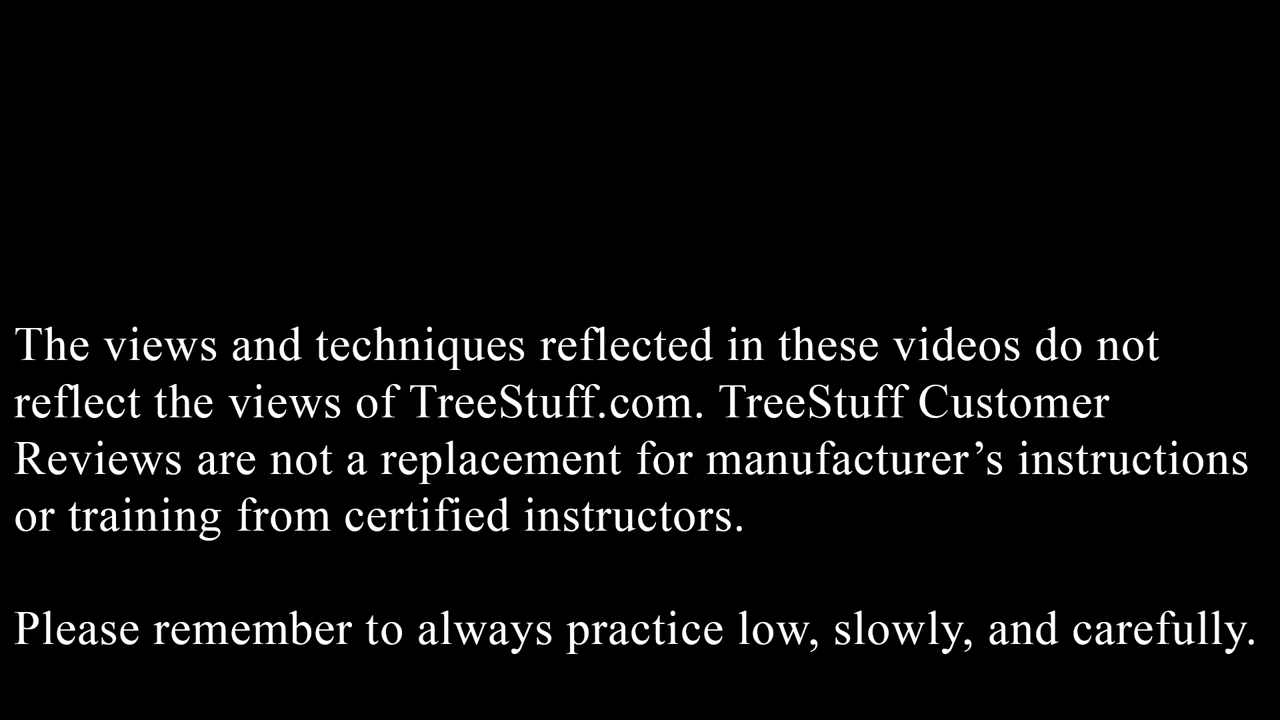 The views and techniques reflected in these videos do not
reflect the views of TreeStuff.com. TreeStuff Customer
Reviews are not a replacement for manufacturer’s instructions
or training from certified instructors.
Please remember to always practice low, slowly, and carefully.